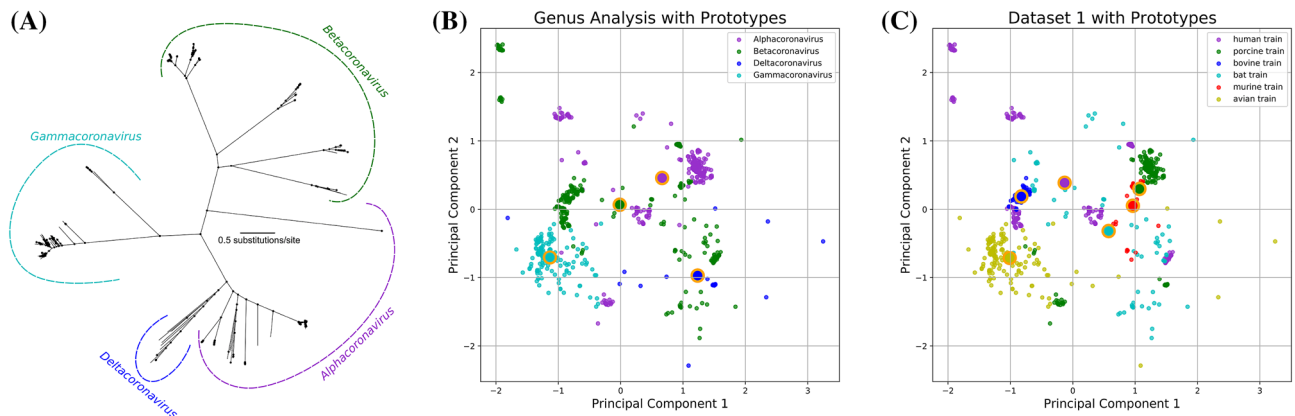 (A)
Betacoronavirus
Gammacoronavirus
0.5 substitutions/site
Deltacoronavirus
Alphacoronavirus
(B)
Genus Analysis with Prototypes
Alphacoronavirus
Betacoronavirus
Deltacoronavirus
Gammacoronavirus
Principal Component 2
2
1
0
−1
−2
−2 −1 0 1 2 3
Principal Component 1
(C)
Dataset 1 with Prototypes
human train
porcine train
bovine train
bat train
murine train
avian train
Principal Component 2
2
1
0
−1
−2
−2 −1 0 1 2 3
Principal Component 1